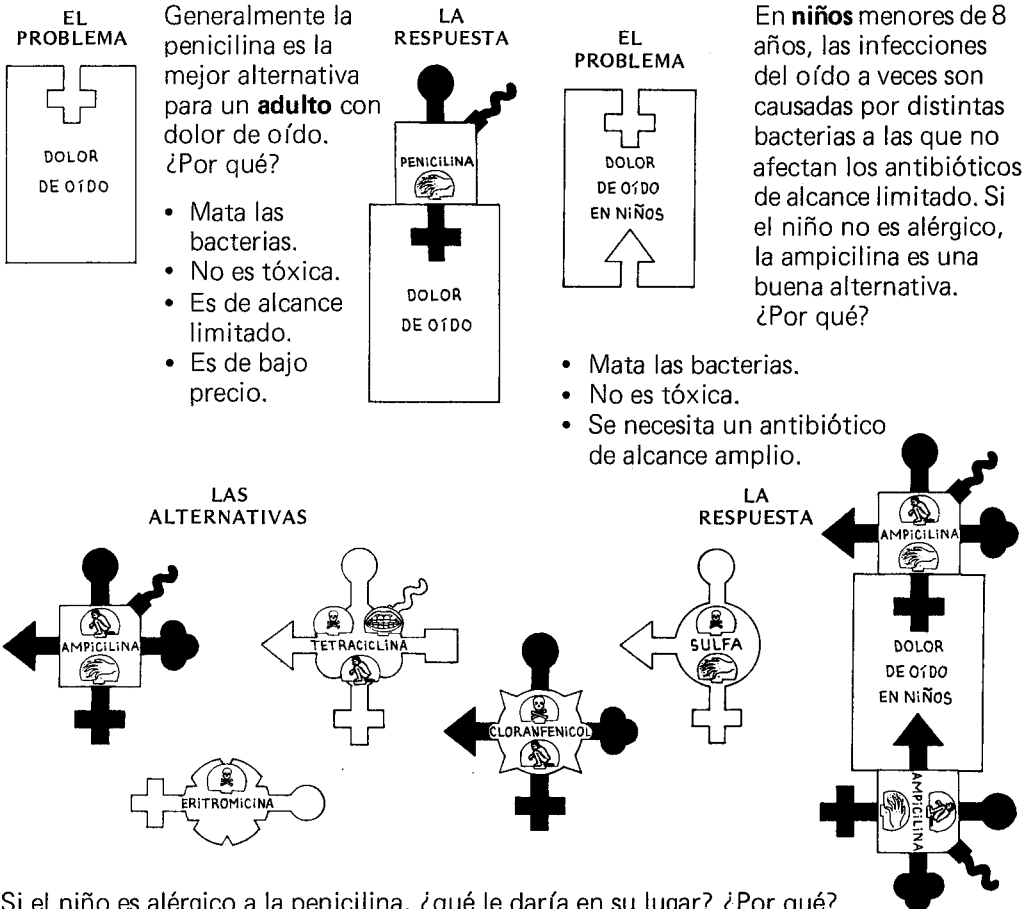 EL
PROBLEMA
DOLOR
DE OÍDO
Generalmente la
penicilina es la
mejor alternativa
para un adulto con
dolor de oído.
¿Por qué?
• Mata las
bacterias.
• No es tóxica.
• Es de alcance
limitado.
• Es de bajo
precio.
LA
RESPUESTA
PENICILINA
DOLOR
DE OÍDO
EL
PROBLEMA
DOLOR
DE OÍDO
EN NIÑOS
En niños menores de 8
años, las infecciones
del oído a veces son
causadas por distintas
bacterias a las que no
afectan los antibióticos
de alcance limitado. Si
el niño no es alérgico,
la ampicilina es una
buena alternativa.
¿Por qué?
• Mata las bacterias.
• No es tóxica.
• Se necesita un antibiótico
de alcance amplio.
LAS
ALTERNATIVAS
AMPICILINA
TETRACICLINA
CLORANFENICOL
SULFA
ERITROMICINA
LA
RESPUESTA
AMPICILINA
DOLOR
DE OÍDO
EN NIÑOS
AMPICILINA
Si el niño es alérgico a la penicilina, ¿qué le daría en su lugar? ¿Por qué?